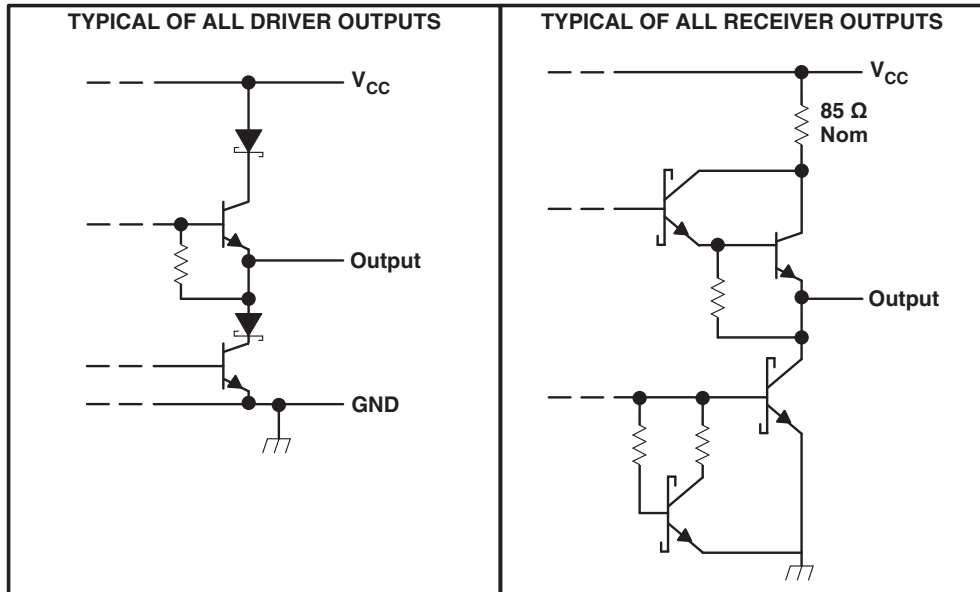 TYPICAL OF ALL DRIVER OUTPUTS
VCC
Output
GND
TYPICAL OF ALL RECEIVER OUTPUTS
VCC
85 Ω
Nom
Output